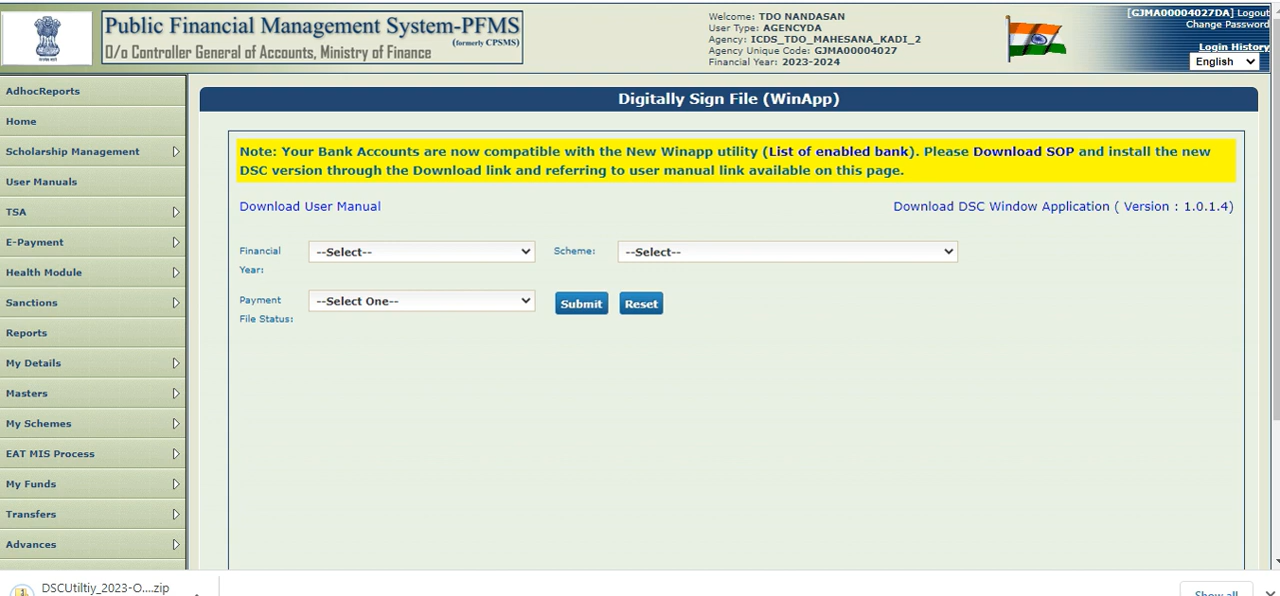 Public Financial Management System-PFMS
(formerly CPSMS)
O/o Controller General of Accounts, Ministry of Finance
Welcome: TDO NANDASAN
User Type: AGENCYDA
Agency: ICDS_TDO_MAHESANA_KADI_2
Agency Unique Code: GJMA00004027
Financial Year: 2023-2024
[GJMA00004027DA] Logout
Change Password
Login History
English
AdhocReports
Home
Scholarship Management
User Manuals
TSA
E-Payment
Health Module
Sanctions
Reports
My Details
Masters
My Schemes
EAT MIS Process
My Funds
Transfers
Advances
Digitally Sign File (WinApp)
Note: Your Bank Accounts are now compatible with the New Winapp utility (List of enabled bank). Please Download SOP and install the new
DSC version through the Download link and referring to user manual link available on this page.
Download User Manual
Download DSC Window Application ( Version : 1.0.1.4)
Financial
Year:
--Select--
Scheme:
--Select--
Payment
File Status:
--Select One--
Submit
Reset
DSCUtiltiy_2023-O....zip
Show all